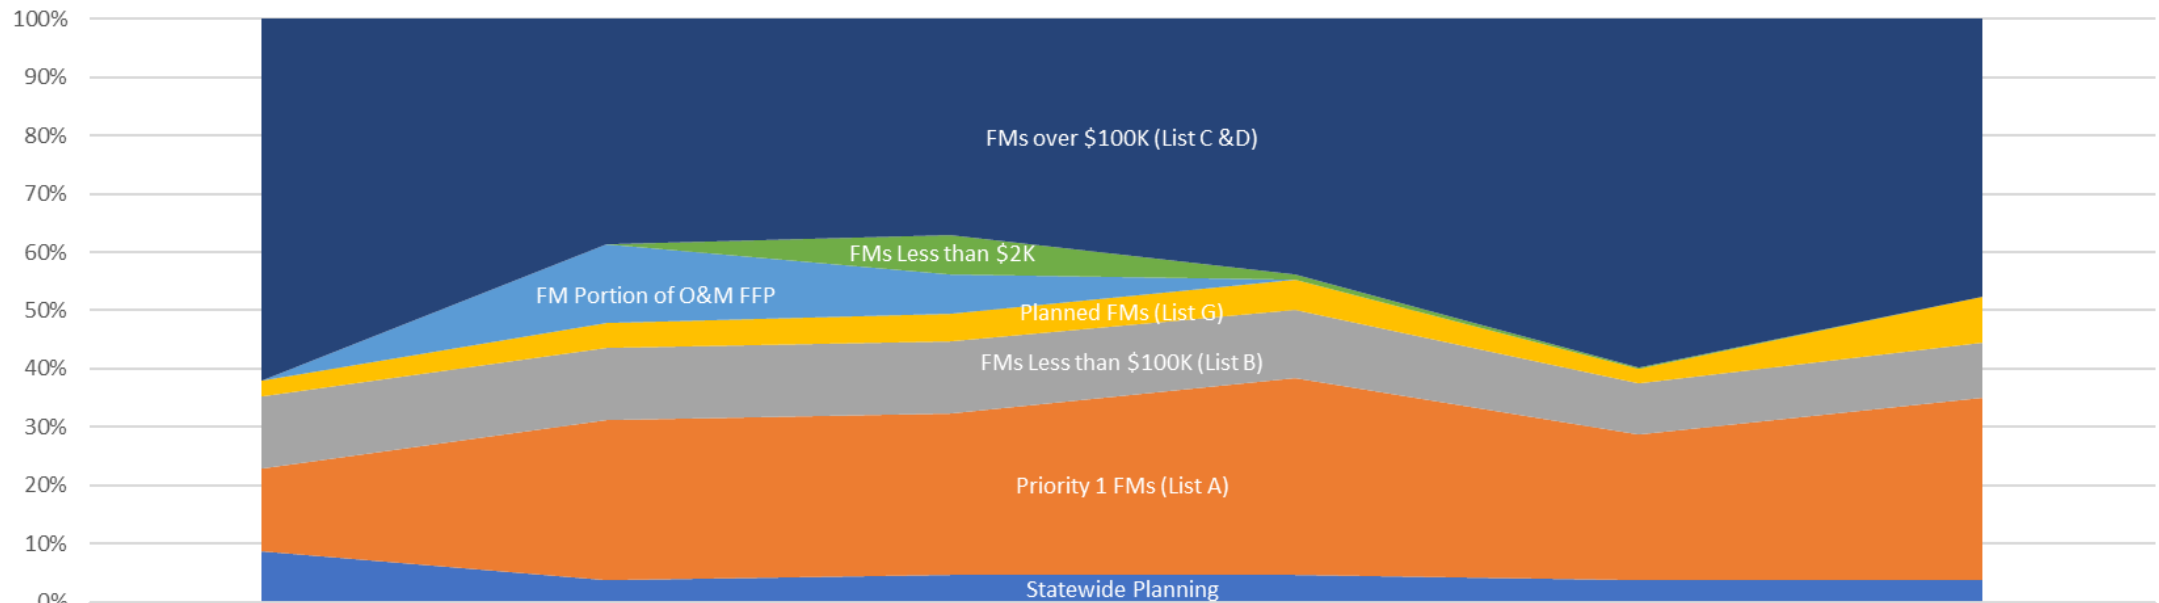 100%
90%
80%
FMs over $100K (List C &D)
70%
60%
FMs Less than $2K
FM Portion of O&M FFP
50%
Planned FMs (List G)
40%
FMs Less than $100K (List B)
30%
20%
Priority 1 FMs (List A)
10%
Statewide Planning
0%